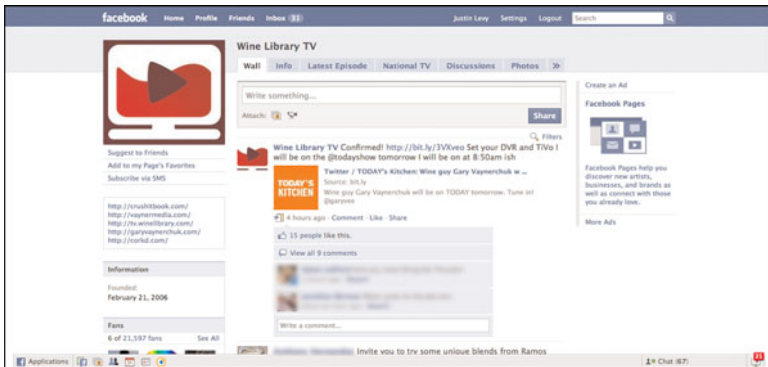 facebook Home Profile Friends Inbox 31 Justin Levy Settings Logout Search
Wine Library TV
Wall Info Latest Episode National TV Discussions Photos »
Write something...
Attach:
Share
Filters
Wine Library TV Confirmed! http://bit.ly/3VXveo Set your DVR and TiVo I
will be on the @todayshow tomorrow I will be on at 8:50am ish
TODAY'S
KITCHEN
Twitter / TODAY's Kitchen: Wine guy Gary Vaynerchuk w ...
Source: bit.ly
Wine guy Gary Vaynerchuk will be on TODAY tomorrow. Tune in!
@garyvee
4 hours ago · Comment · Like · Share
15 people like this.
View all 9 comments
Write a comment...
Invite you to try some unique blends from Ramos
Suggest to Friends
Add to my Page's Favorites
Subscribe via SMS
http://crushitbook.com/
http://vaynermedia.com/
http://tv.winelibrary.com/
http://garyvaynerchuk.com/
http://corkd.com/
Information
Founded:
February 21, 2006
Fans
6 of 21,597 fans See All
Create an Ad
Facebook Pages
Facebook Pages help you
discover new artists,
businesses, and brands as
well as connect with those
you already love.
More Ads
Applications
Chat (67)
31